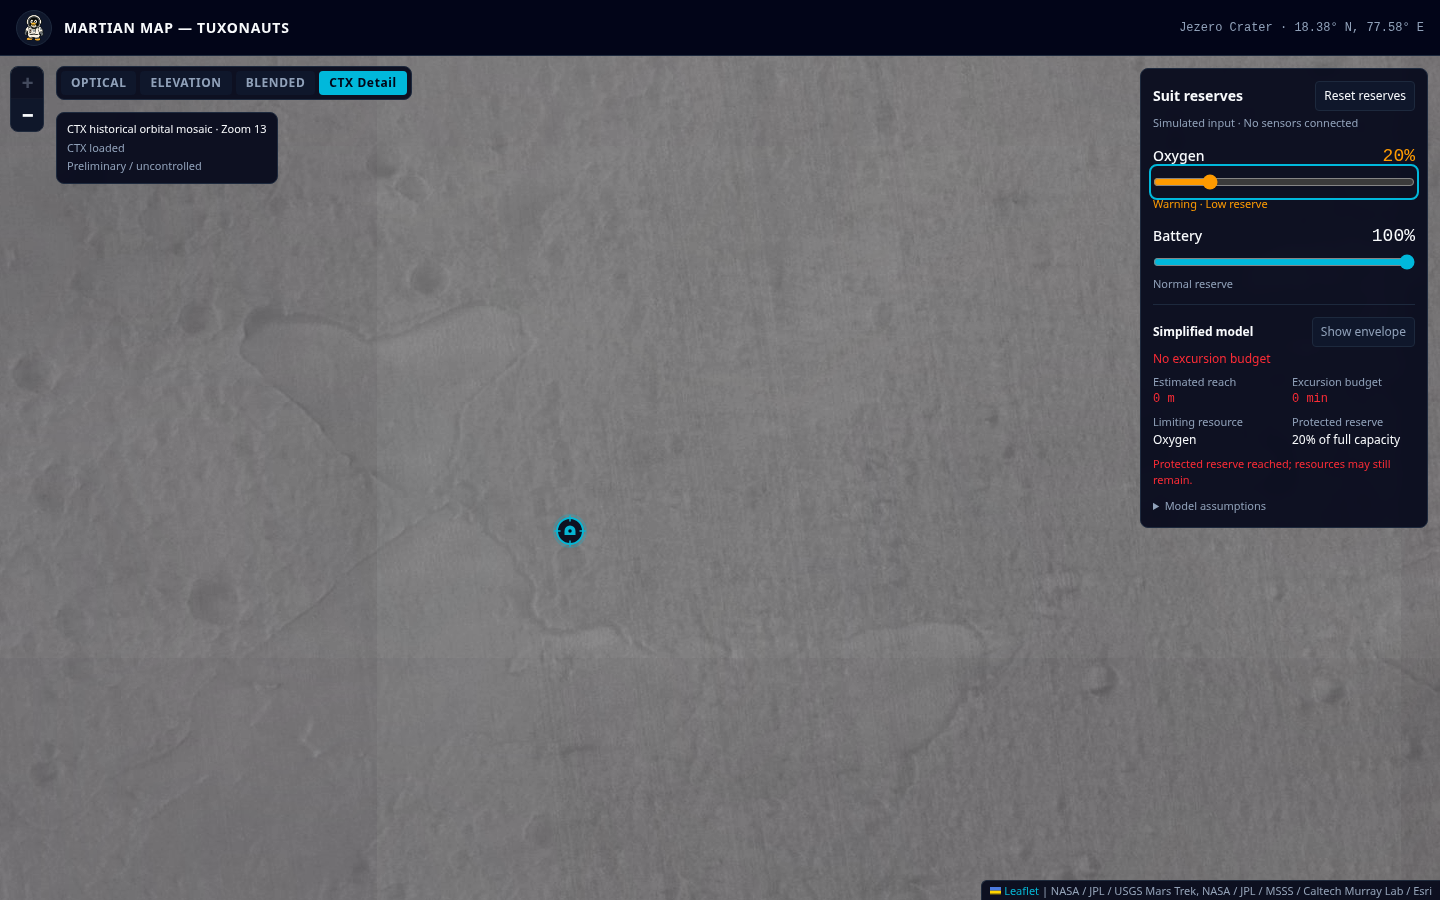 MARTIAN MAP — TUXONAUTS
Jezero Crater · 18.38° N, 77.58° E
+
−
OPTICAL
ELEVATION
BLENDED
CTX Detail
CTX historical orbital mosaic · Zoom 13
CTX loaded
Preliminary / uncontrolled
Suit reserves
Reset reserves
Simulated input · No sensors connected
Oxygen
20%
Warning · Low reserve
Battery
100%
Normal reserve
Simplified model
Show envelope
No excursion budget
Estimated reach
Excursion budget
0 m
0 min
Limiting resource
Protected reserve
Oxygen
20% of full capacity
Protected reserve reached; resources may still
remain.
Model assumptions
Leaflet | NASA / JPL / USGS Mars Trek, NASA / JPL / MSSS / Caltech Murray Lab / Esri